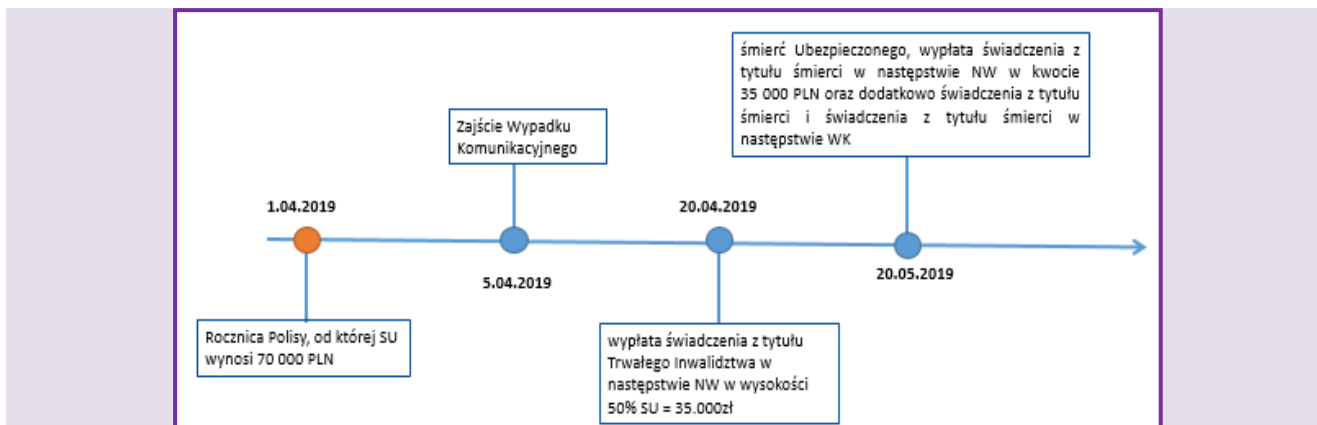 śmierć Ubezpieczonego, wypłata świadczenia z
tytułu śmierci w następstwie NW w kwocie
35 000 PLN oraz dodatkowo świadczenia z tytułu
śmierci i świadczenia z tytułu śmierci w
następstwie WK
Zajście Wypadku
Komunikacyjnego
1.04.2019
20.04.2019
5.04.2019
20.05.2019
Rocznica Polisy, od której SU
wynosi 70 000 PLN
wypłata świadczenia z tytułu
Trwałego Inwalidztwa w
następstwie NW w wysokości
50% SU = 35.000zł